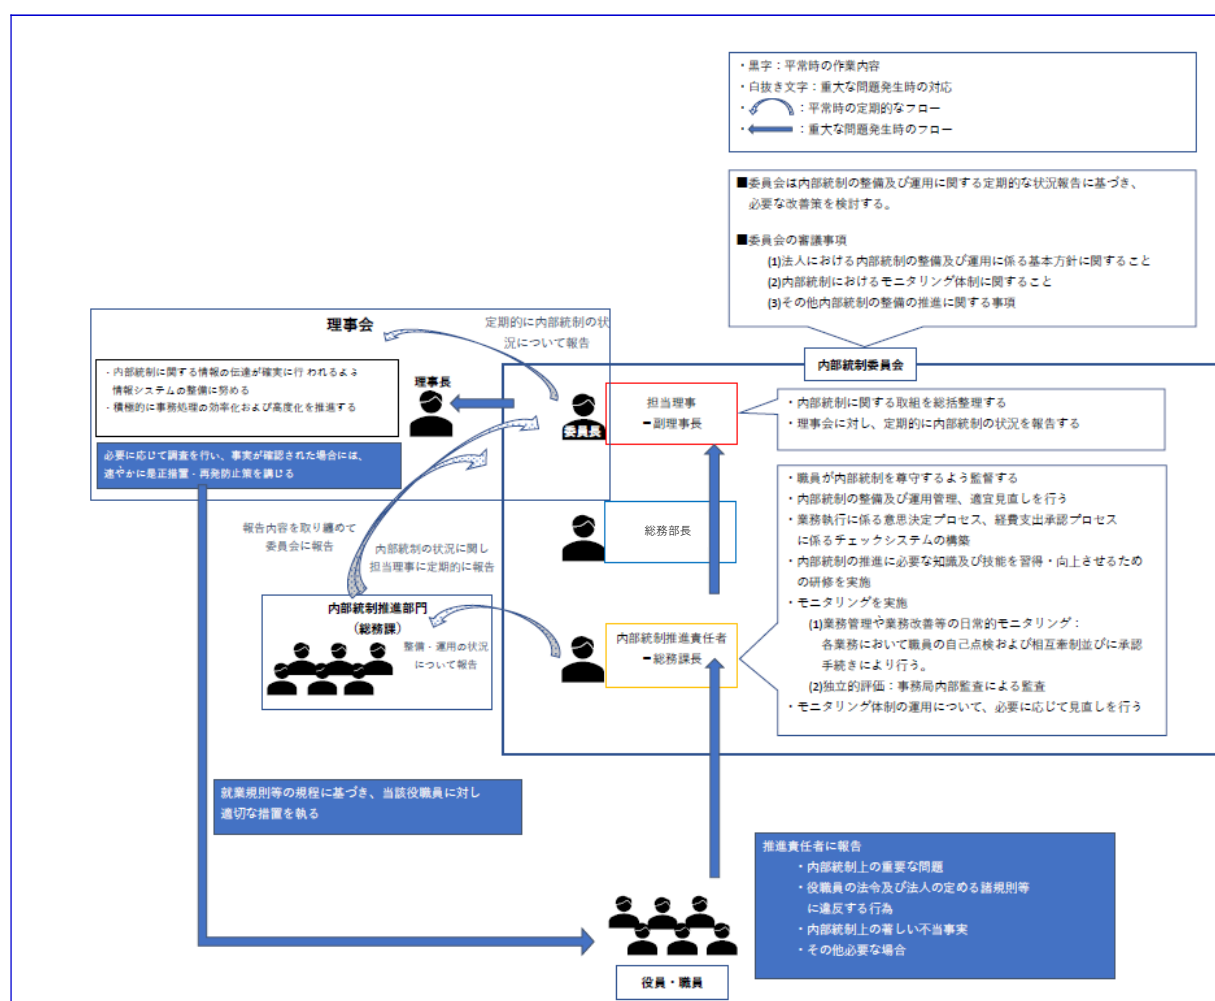 ・黒字：平常時の作業内容
・白抜き文字：重大な問題発生時の対応
・　：平常時の定期的なフロー
・　：重大な問題発生時のフロー
■委員会は内部統制の整備及び運用に関する定期的な状況報告に基づき、
必要な改善策を検討する。
■委員会の審議事項
(1)法人における内部統制の整備及び運用に係る基本方針に関すること
(2)内部統制におけるモニタリング体制に関すること
(3)その他内部統制の整備の推進に関する事項
内部統制委員会
理事会
定期的に内部統制の状
況について報告
・内部統制に関する情報の伝達が確実に行 われるよう
情報システムの整備に努める
・積極的に事務処理の効率化および高度化を推進する
理事長
委員長
担当理事
ー副理事長
・内部統制に関する取組を総括整理する
・理事会に対し、定期的に内部統制の状況を報告する
必要に応じて調査を行い、事実が確認された場合には、
速やかに是正措置・再発防止策を講じる
・職員が内部統制を尊守するよう監督する
・内部統制の整備及び運用管理、適宜見直しを行う
・業務執行に係る意思決定プロセス、経費支出承認プロセス
に係るチェックシステムの構築
・内部統制の推進に必要な知識及び技能を習得・向上させるため
の研修を実施
・モニタリングを実施
(1)業務管理や業務改善等の日常的モニタリング：
各業務において職員の自己点検および相互牽制並びに承認
手続きにより行う。
(2)独立的評価：事務局内部監査による監査
・モニタリング体制の運用について、必要に応じて見直しを行う
総務部長
報告内容を取り纏めて
委員会に報告
内部統制の状況に関し
担当理事に定期的に報告
内部統制推進部門
（総務課）
整備・運用の状況
について報告
内部統制推進責任者
ー総務課長
就業規則等の規程に基づき、当該役職員に対し
適切な措置を執る
推進責任者に報告
・内部統制上の重要な問題
・役職員の法令及び法人の定める諸規則等
に違反する行為
・内部統制上の著しい不当事実
・その他必要な場合
役員・職員